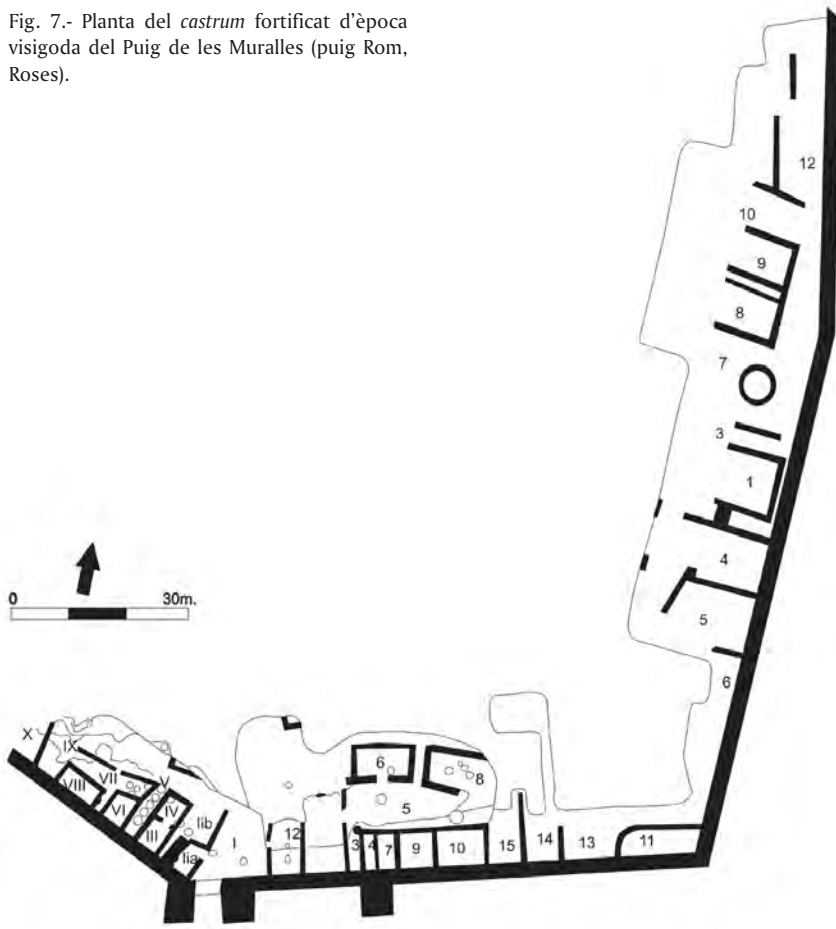 Fig. 7.- Planta del castrum fortificat d'època
visigoda del Puig de les Muralles (puig Rom,
Roses).
12
10
9
8
7
3
1
4
5
6
0 30m.
X
IX
VIII
VII
VI
V
IV
III
IIb
IIa
I
12
6
8
5
3
4
7
9
10
15
14
13
11